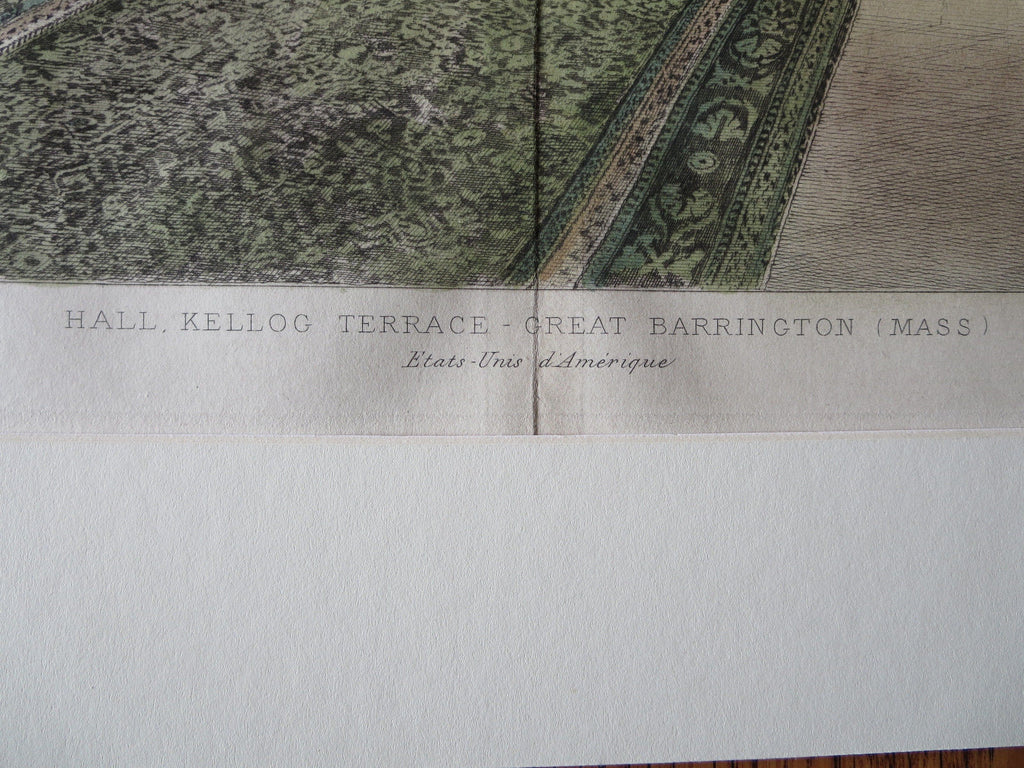 HALL, KELLOG TERRACE - GREAT BARRINGTON (MASS)
Etats-Unis d'Amérique